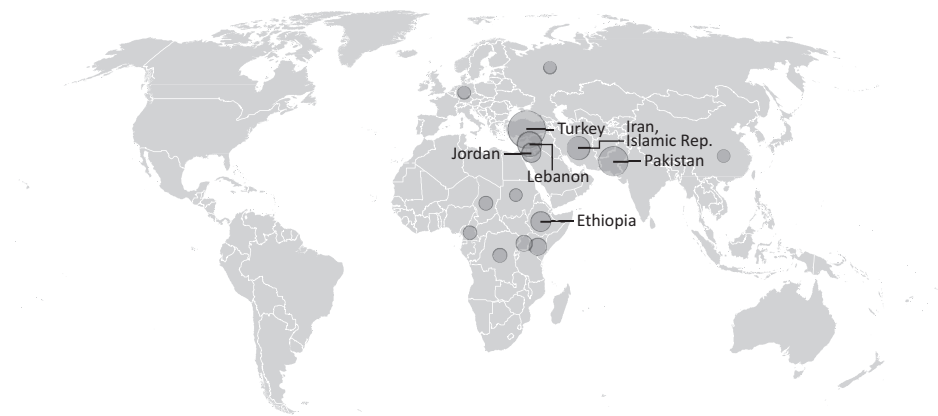 Turkey
Iran,
Islamic Rep.
Jordan
Pakistan
Lebanon
Ethiopia